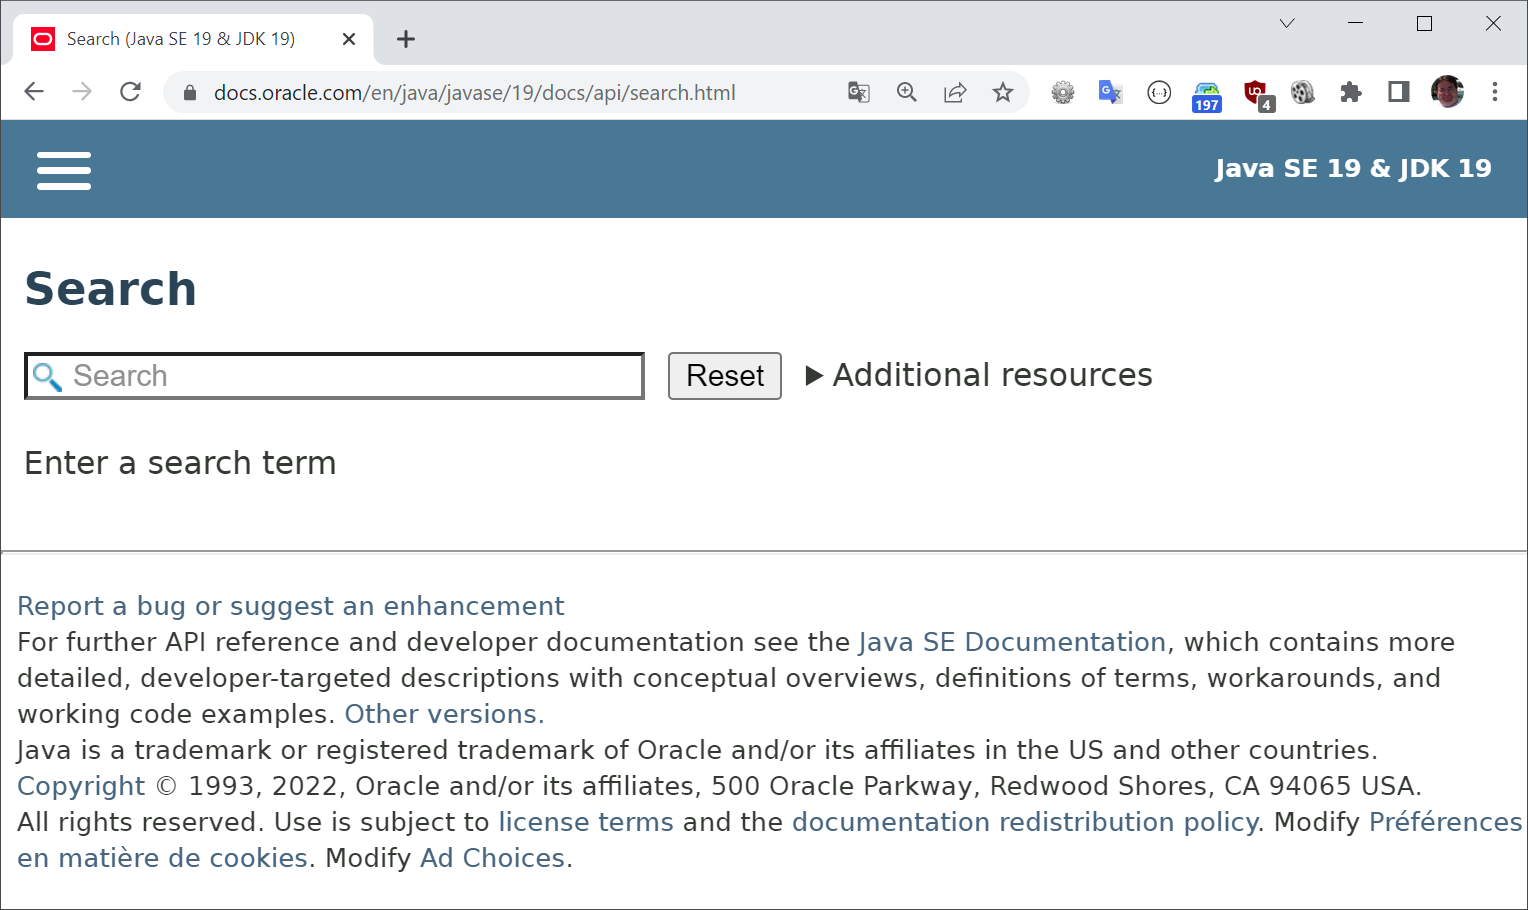 Search (Java SE 19 & JDK 19)
docs.oracle.com/en/java/javase/19/docs/api/search.html
197
4
Java SE 19 & JDK 19
Search
Search Reset Additional resources
Enter a search term
Report a bug or suggest an enhancement
For further API reference and developer documentation see the Java SE Documentation, which contains more
detailed, developer-targeted descriptions with conceptual overviews, definitions of terms, workarounds, and
working code examples. Other versions.
Java is a trademark or registered trademark of Oracle and/or its affiliates in the US and other countries.
Copyright © 1993, 2022, Oracle and/or its affiliates, 500 Oracle Parkway, Redwood Shores, CA 94065 USA.
All rights reserved. Use is subject to license terms and the documentation redistribution policy. Modify Préférences
en matière de cookies. Modify Ad Choices.